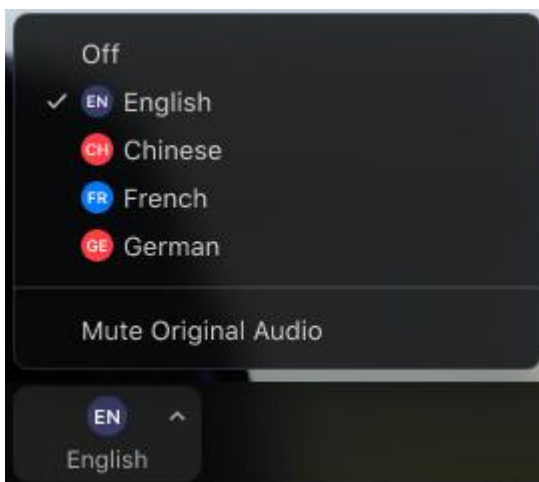 Off
EN English
CH Chinese
FR French
GE German
Mute Original Audio
EN
English